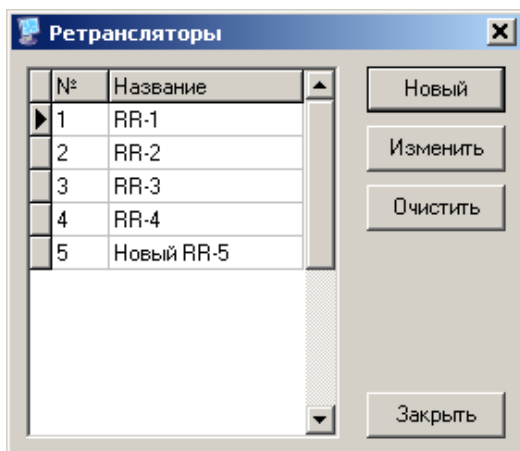 Ретрансляторы
№ Название
1 RR-1
2 RR-2
3 RR-3
4 RR-4
5 Новый RR-5
Новый
Изменить
Очистить
Закрыть